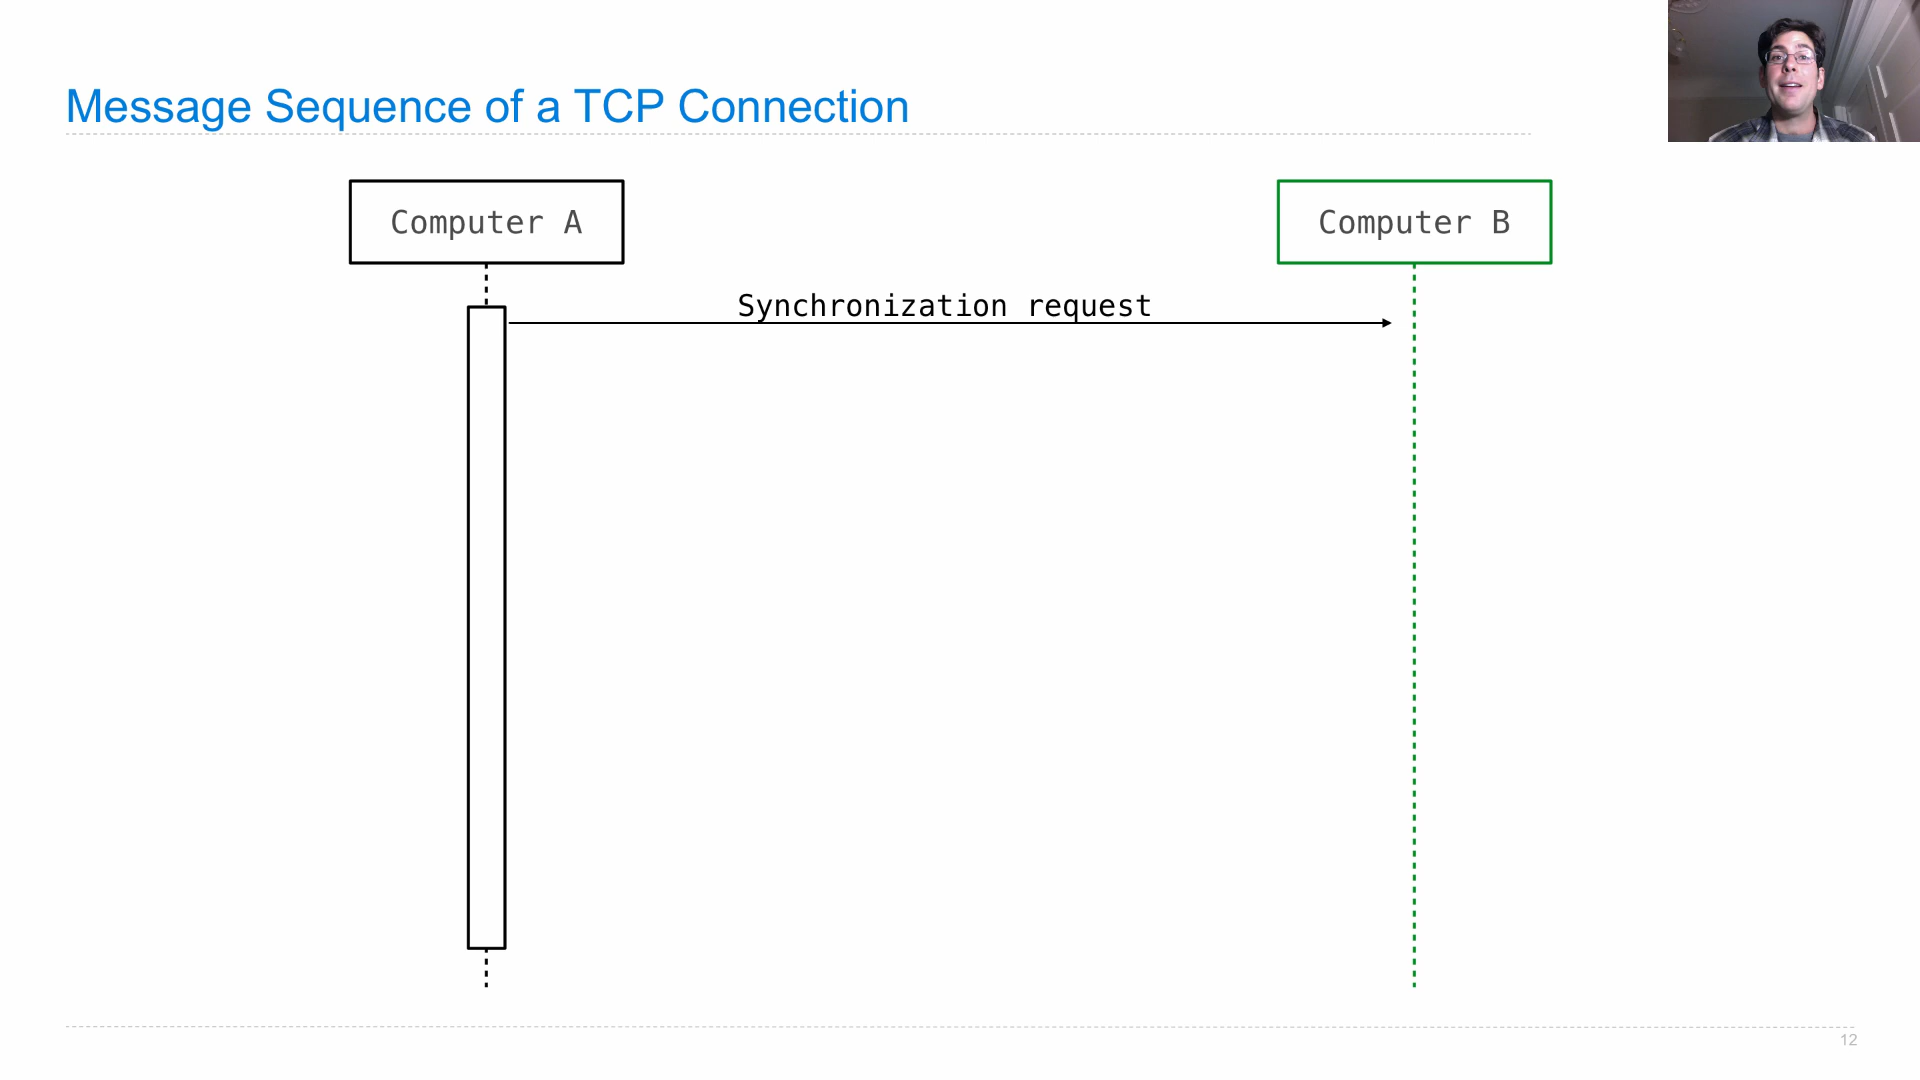 Message Sequence of a TCP Connection
Computer A
Computer B
Synchronization request
12